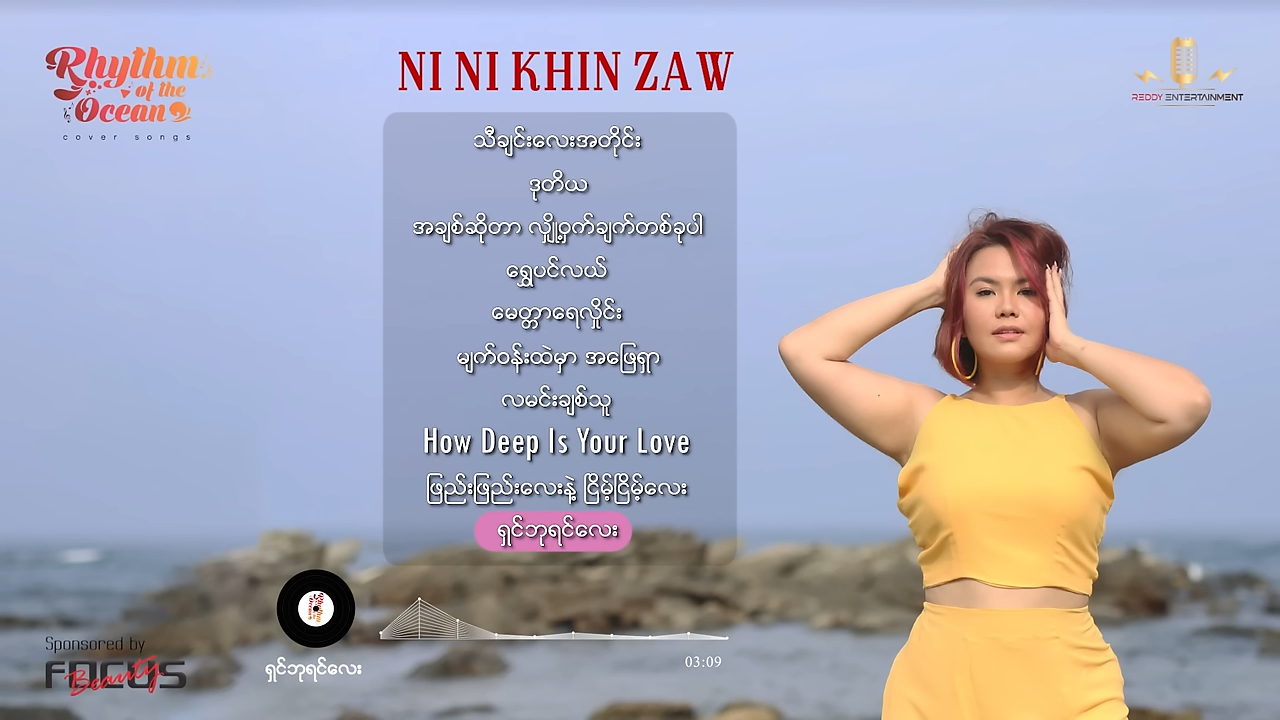 Rhythm
of the
Ocean
cover songs
NI NI KHIN ZAW
REDDY ENTERTAINMENT
သီချင်းလေးအတိုင်း
ဒုတိယ
အချစ်ဆိုတာ လျှို့ဝှက်ချက်တစ်ခုပါ
ရွှေပင်လယ်
မေတ္တာရေလှိုင်း
မျက်ဝန်းထဲမှာ အဖြေရှာ
လမင်းချစ်သူ
How Deep Is Your Love
ဖြည်းဖြည်းလေးနဲ့ ငြိမ့်ငြိမ့်လေး
ရှင်ဘုရင်လေး
ရှင်ဘုရင်လေး
03:09
Sponsored by
FOCUS
Beauty